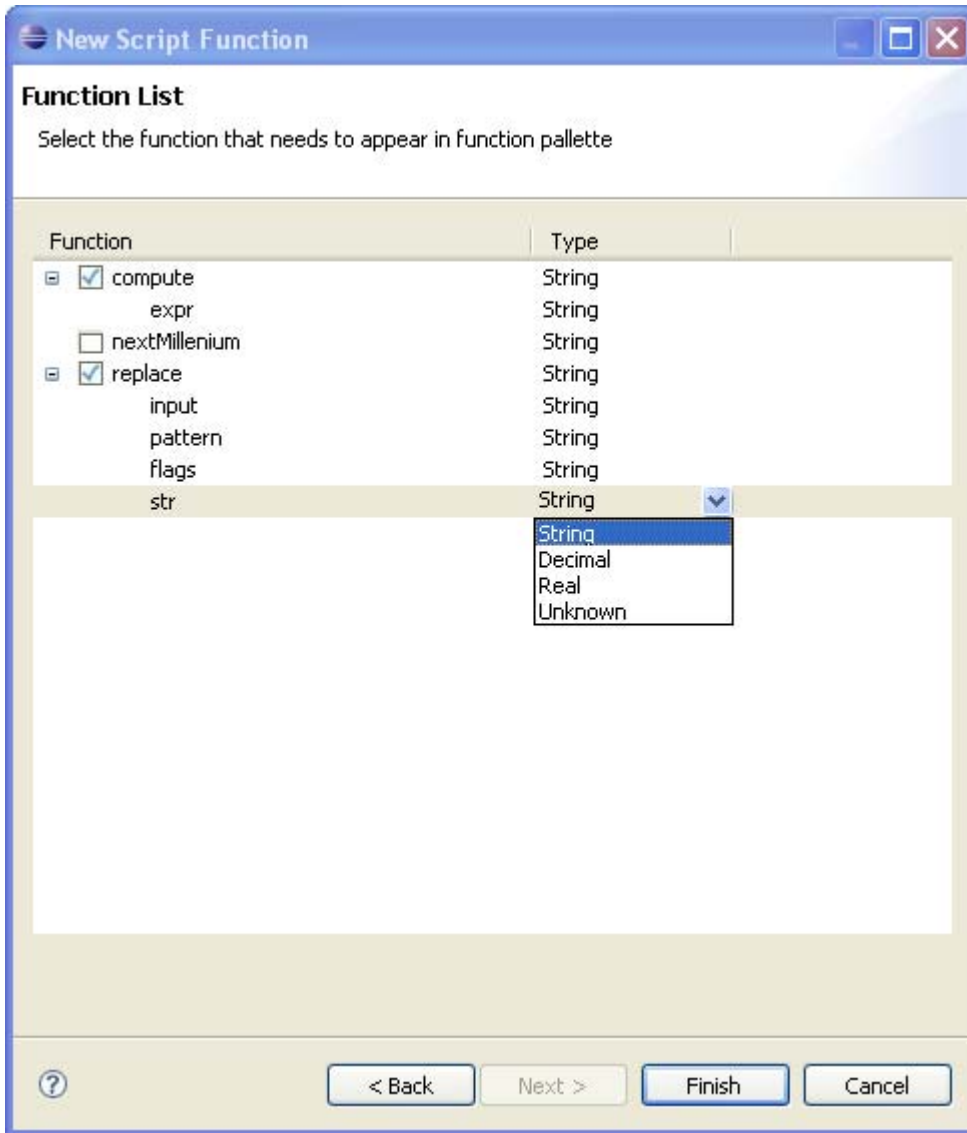 New Script Function
Function List
Select the function that needs to appear in function pallette
Function Type
compute String
expr String
nextMillenium String
replace String
input String
pattern String
flags String
str String
String
Decimal
Real
Unknown
? < Back Next > Finish Cancel